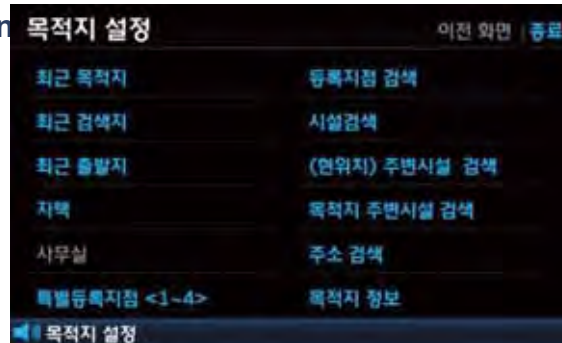 목적지 설정
이전 화면 | 종료
최근 목적지
등록지점 검색
최근 검색지
시설검색
최근 출발지
(현위치) 주변시설 검색
자택
목적지 주변시설 검색
사무실
주소 검색
특별등록지점 <1~4>
목적지 정보
목적지 설정